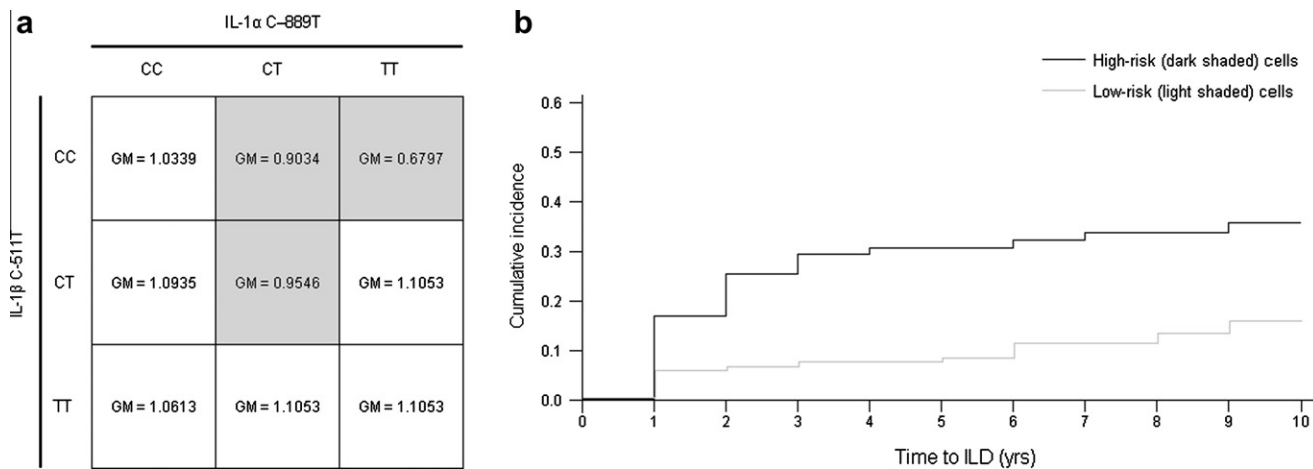 a
IL-1α C–889T
CC CT TT
IL-1β C-511T
CC GM = 1.0339 GM = 0.9034 GM = 0.6797
CT GM = 1.0935 GM = 0.9546 GM = 1.1053
TT GM = 1.0613 GM = 1.1053 GM = 1.1053
b
High-risk (dark shaded) cells
Low-risk (light shaded) cells
Cumulative incidence
0.6
0.5
0.4
0.3
0.2
0.1
0.0
0 1 2 3 4 5 6 7 8 9 10
Time to ILD (yrs)